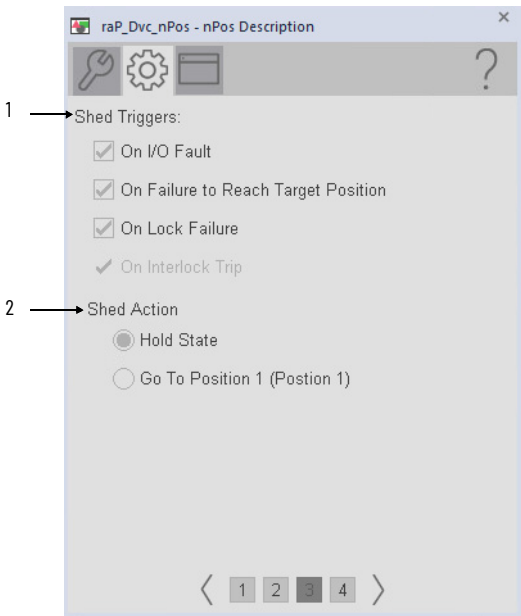 raP_Dvc_nPos - nPos Description
1
Shed Triggers:
On I/O Fault
On Failure to Reach Target Position
On Lock Failure
On Interlock Trip
2
Shed Action
Hold State
Go To Position 1 (Postion 1)
1 2 3 4